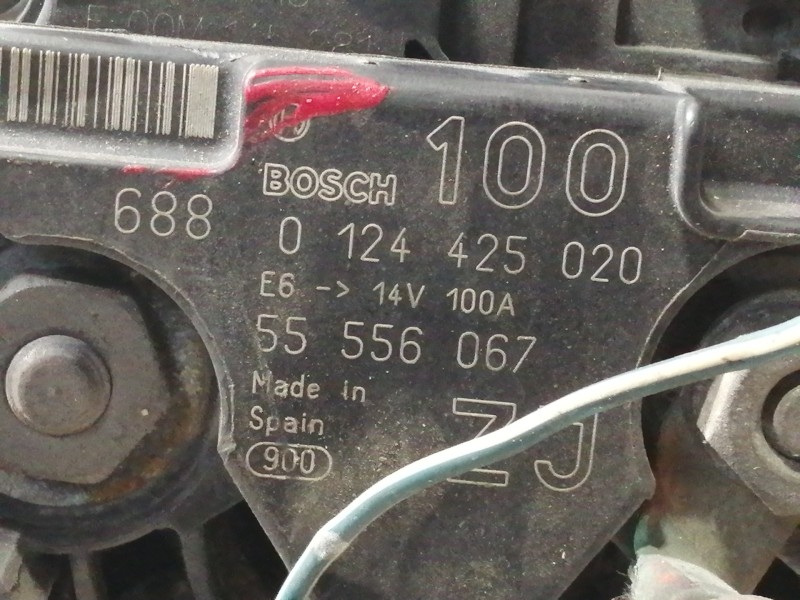 BOSCH 100
688
0 124 425 020
E6 -> 14V 100A
55 556 067
Made in
Spain
ZJ
900